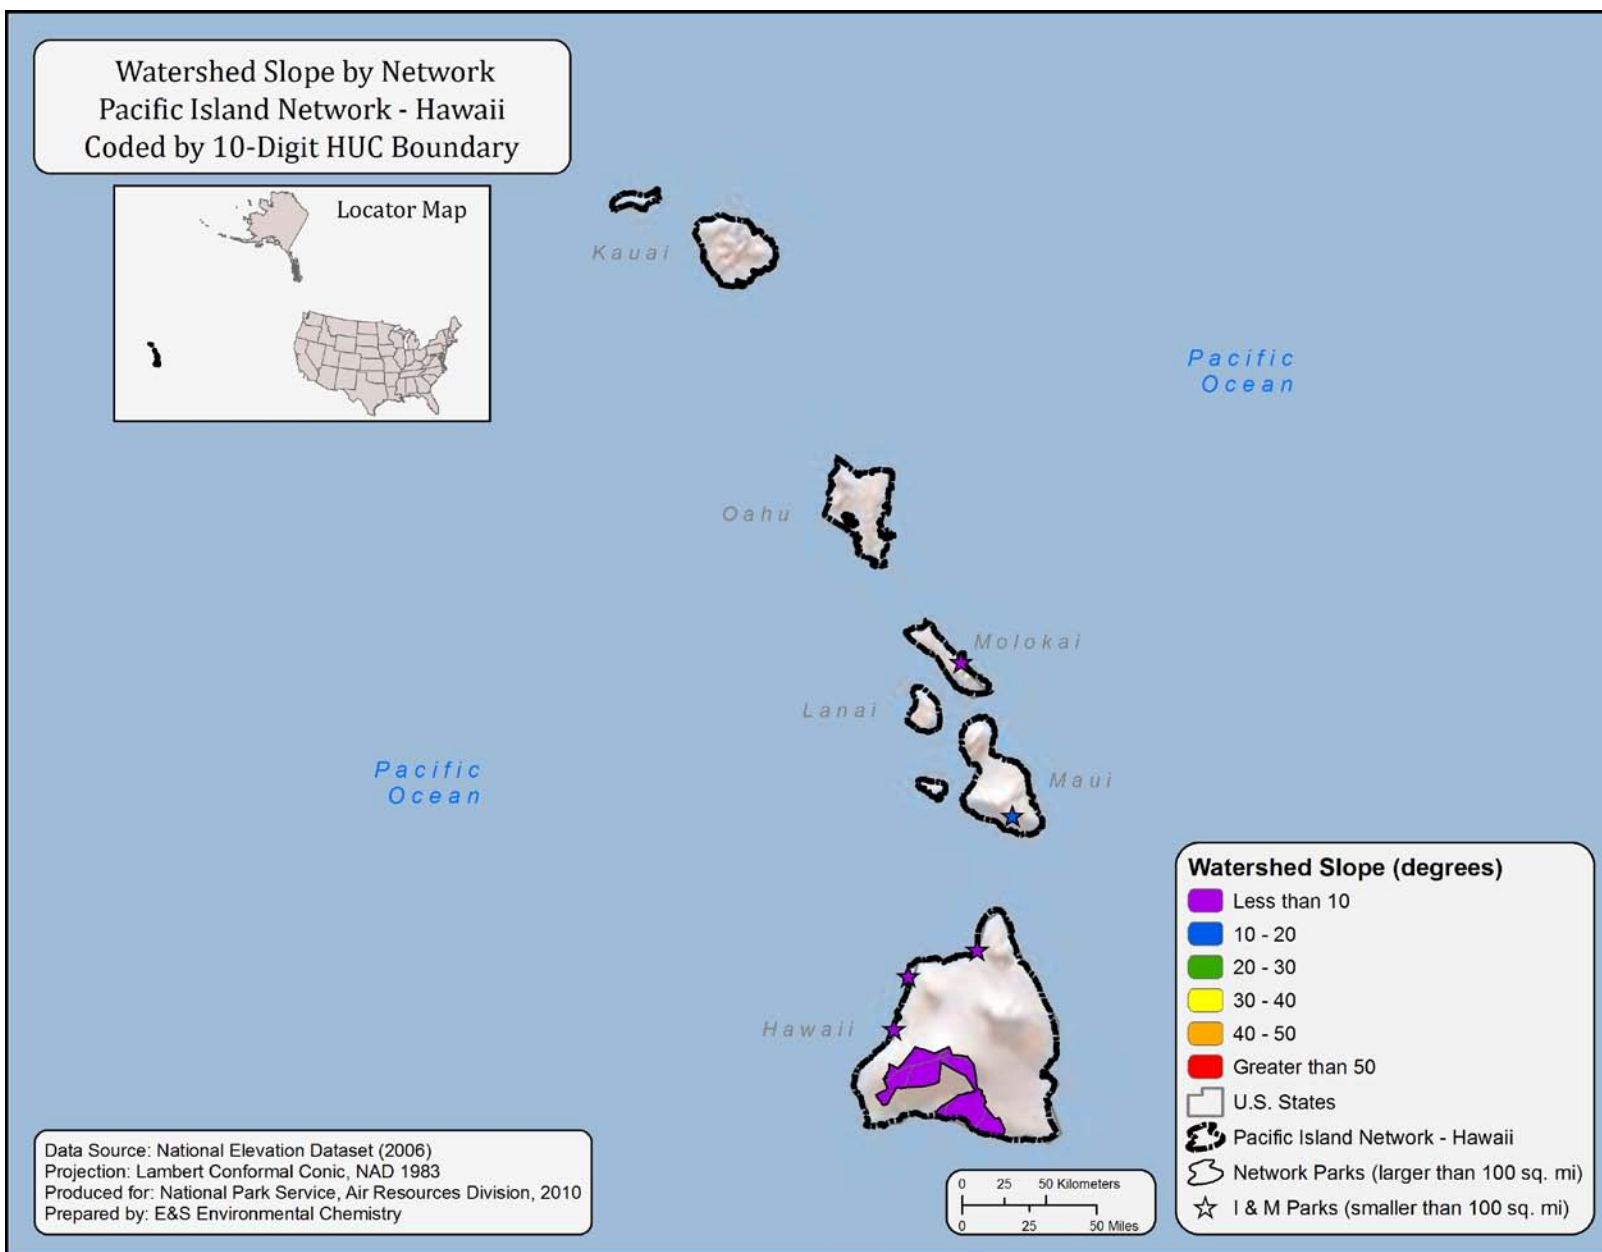 Watershed Slope by Network
Pacific Island Network - Hawaii
Coded by 10-Digit HUC Boundary
Locator Map
Kauai
Pacific
Ocean
Oahu
Molokai
Lanai
Pacific
Ocean
Maui
Hawaii
Watershed Slope (degrees)
Less than 10
10 - 20
20 - 30
30 - 40
40 - 50
Greater than 50
U.S. States
Pacific Island Network - Hawaii
Network Parks (larger than 100 sq. mi)
I & M Parks (smaller than 100 sq. mi)
Data Source: National Elevation Dataset (2006)
Projection: Lambert Conformal Conic, NAD 1983
Produced for: National Park Service, Air Resources Division, 2010
Prepared by: E&S Environmental Chemistry
0 25 50 Kilometers
0 25 50 Miles